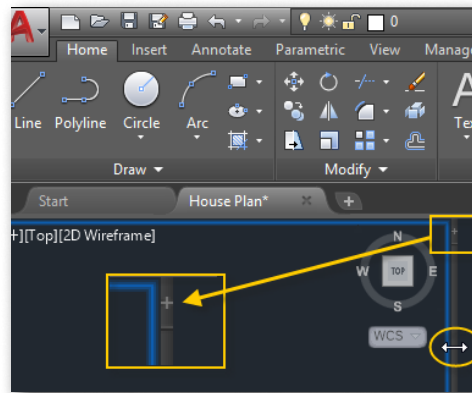 0
Home Insert Annotate Parametric View Manage
Line Polyline Circle Arc
Draw Modify
Start House Plan*
+][Top][2D Wireframe]
N
W TOP E
S
WCS